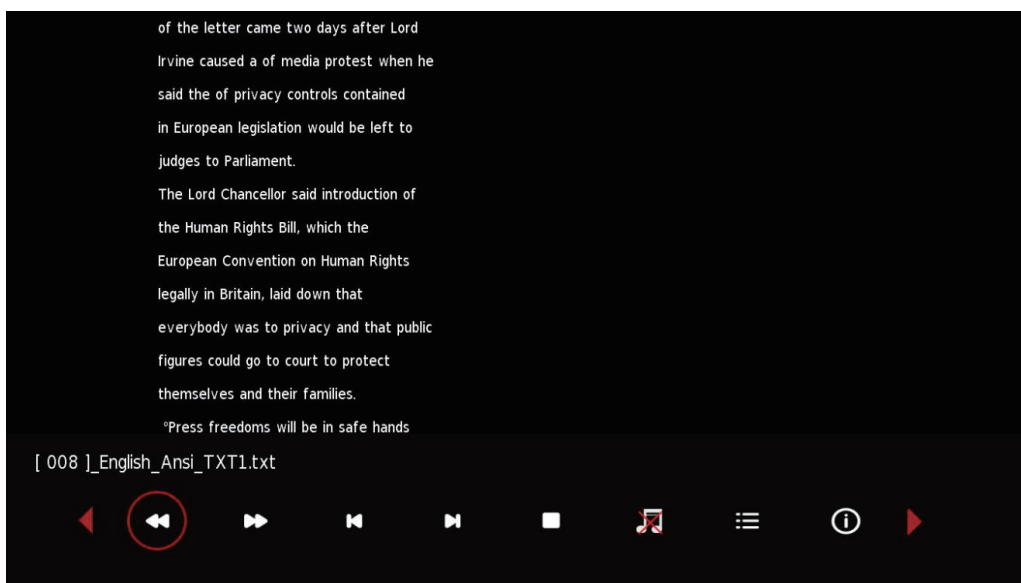 of the letter came two days after Lord
Irvine caused a of media protest when he
said the of privacy controls contained
in European legislation would be left to
judges to Parliament.
The Lord Chancellor said introduction of
the Human Rights Bill, which the
European Convention on Human Rights
legally in Britain, laid down that
everybody was to privacy and that public
figures could go to court to protect
themselves and their families.
°Press freedoms will be in safe hands
[ 008 ]_English_Ansi_TXT1.txt